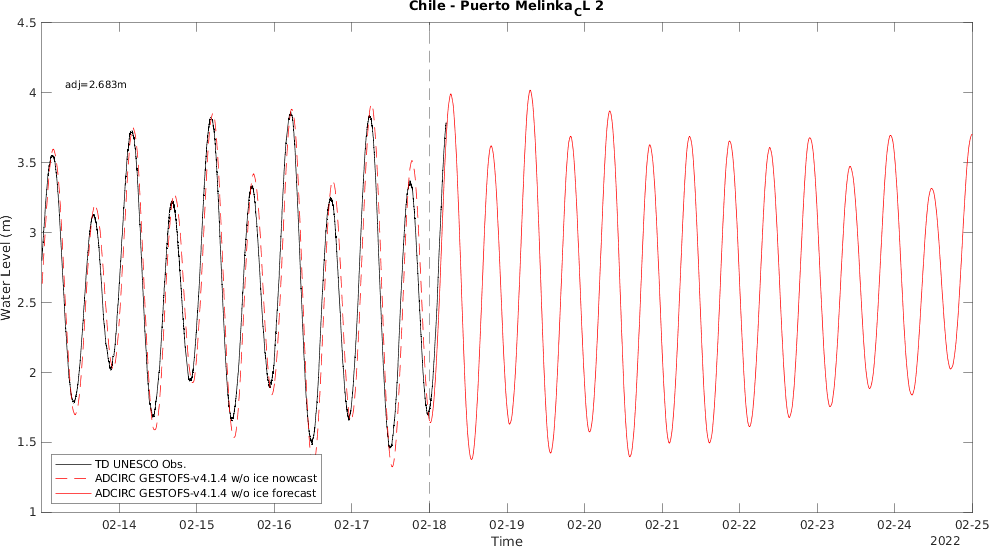 Chile - Puerto MelinkaCL 2
4.5
4
3.5
3
2.5
2
1.5
1
Water Level (m)
adj=2.683m
TD UNESCO Obs.
ADCIRC GESTOFS-v4.1.4 w/o ice nowcast
ADCIRC GESTOFS-v4.1.4 w/o ice forecast
02-14 02-15 02-16 02-17 02-18 02-19 02-20 02-21 02-22 02-23 02-24 02-25
Time
2022